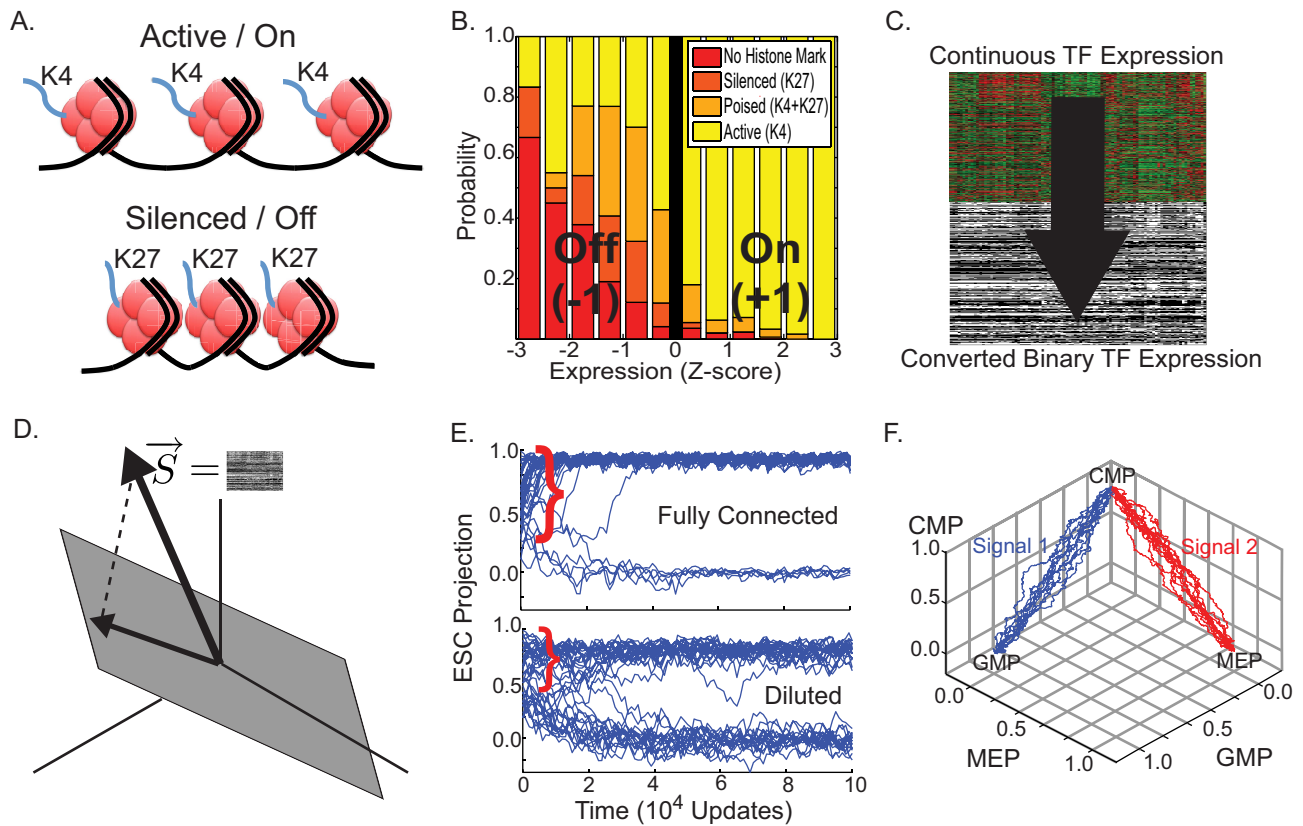 A.
Active / On
K4 K4 K4
Silenced / Off
K27 K27 K27
B.
Probability
1.0
0.8
0.6
0.4
0.2
No Histone Mark
Silenced (K27)
Poised (K4+K27)
Active (K4)
Off
(-1)
On
(+1)
-3 -2 -1 0 1 2 3
Expression (Z-score)
C.
Continuous TF Expression
Converted Binary TF Expression
D.
S =
E.
ESC Projection
1.0
0.5
0.0
Fully Connected
1.0
0.5
0.0
Diluted
0 2 4 6 8 10
Time (10^4 Updates)
F.
CMP
CMP
1.0
0.5
0.0
Signal 1
Signal 2
GMP
MEP
0.0
0.5
1.0
MEP
0.0
0.5
1.0
GMP